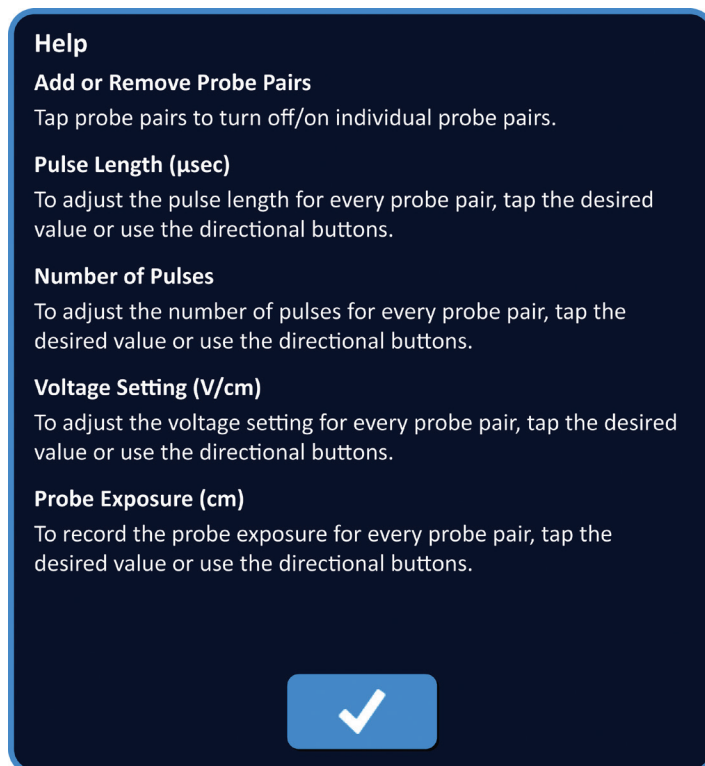 Help
Add or Remove Probe Pairs
Tap probe pairs to turn off/on individual probe pairs.
Pulse Length (μsec)
To adjust the pulse length for every probe pair, tap the desired
value or use the directional buttons.
Number of Pulses
To adjust the number of pulses for every probe pair, tap the
desired value or use the directional buttons.
Voltage Setting (V/cm)
To adjust the voltage setting for every probe pair, tap the desired
value or use the directional buttons.
Probe Exposure (cm)
To record the probe exposure for every probe pair, tap the
desired value or use the directional buttons.